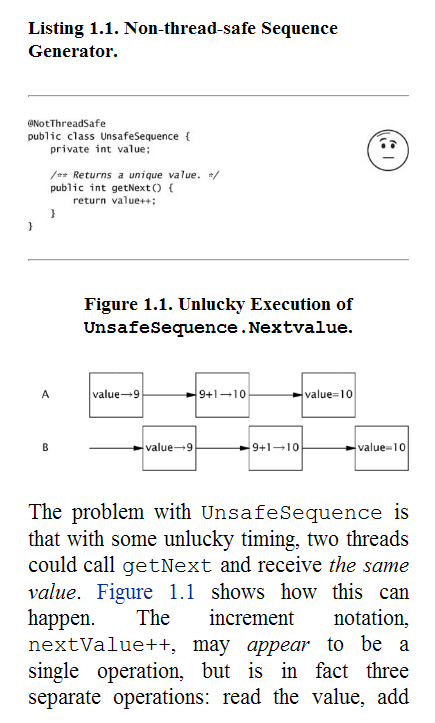 Listing 1.1. Non-thread-safe Sequence
Generator.
@NotThreadSafe
public class UnsafeSequence {
    private int value;
    /** Returns a unique value. */
    public int getNext() {
        return value++;
    }
}
Figure 1.1. Unlucky Execution of
UnsafeSequence.Nextvalue.
A value→9 9+1→10 value=10
B value→9 9+1→10 value=10
The problem with UnsafeSequence is
that with some unlucky timing, two threads
could call getNext and receive the same
value. Figure 1.1 shows how this can
happen. The increment notation,
nextValue++, may appear to be a
single operation, but is in fact three
separate operations: read the value, add